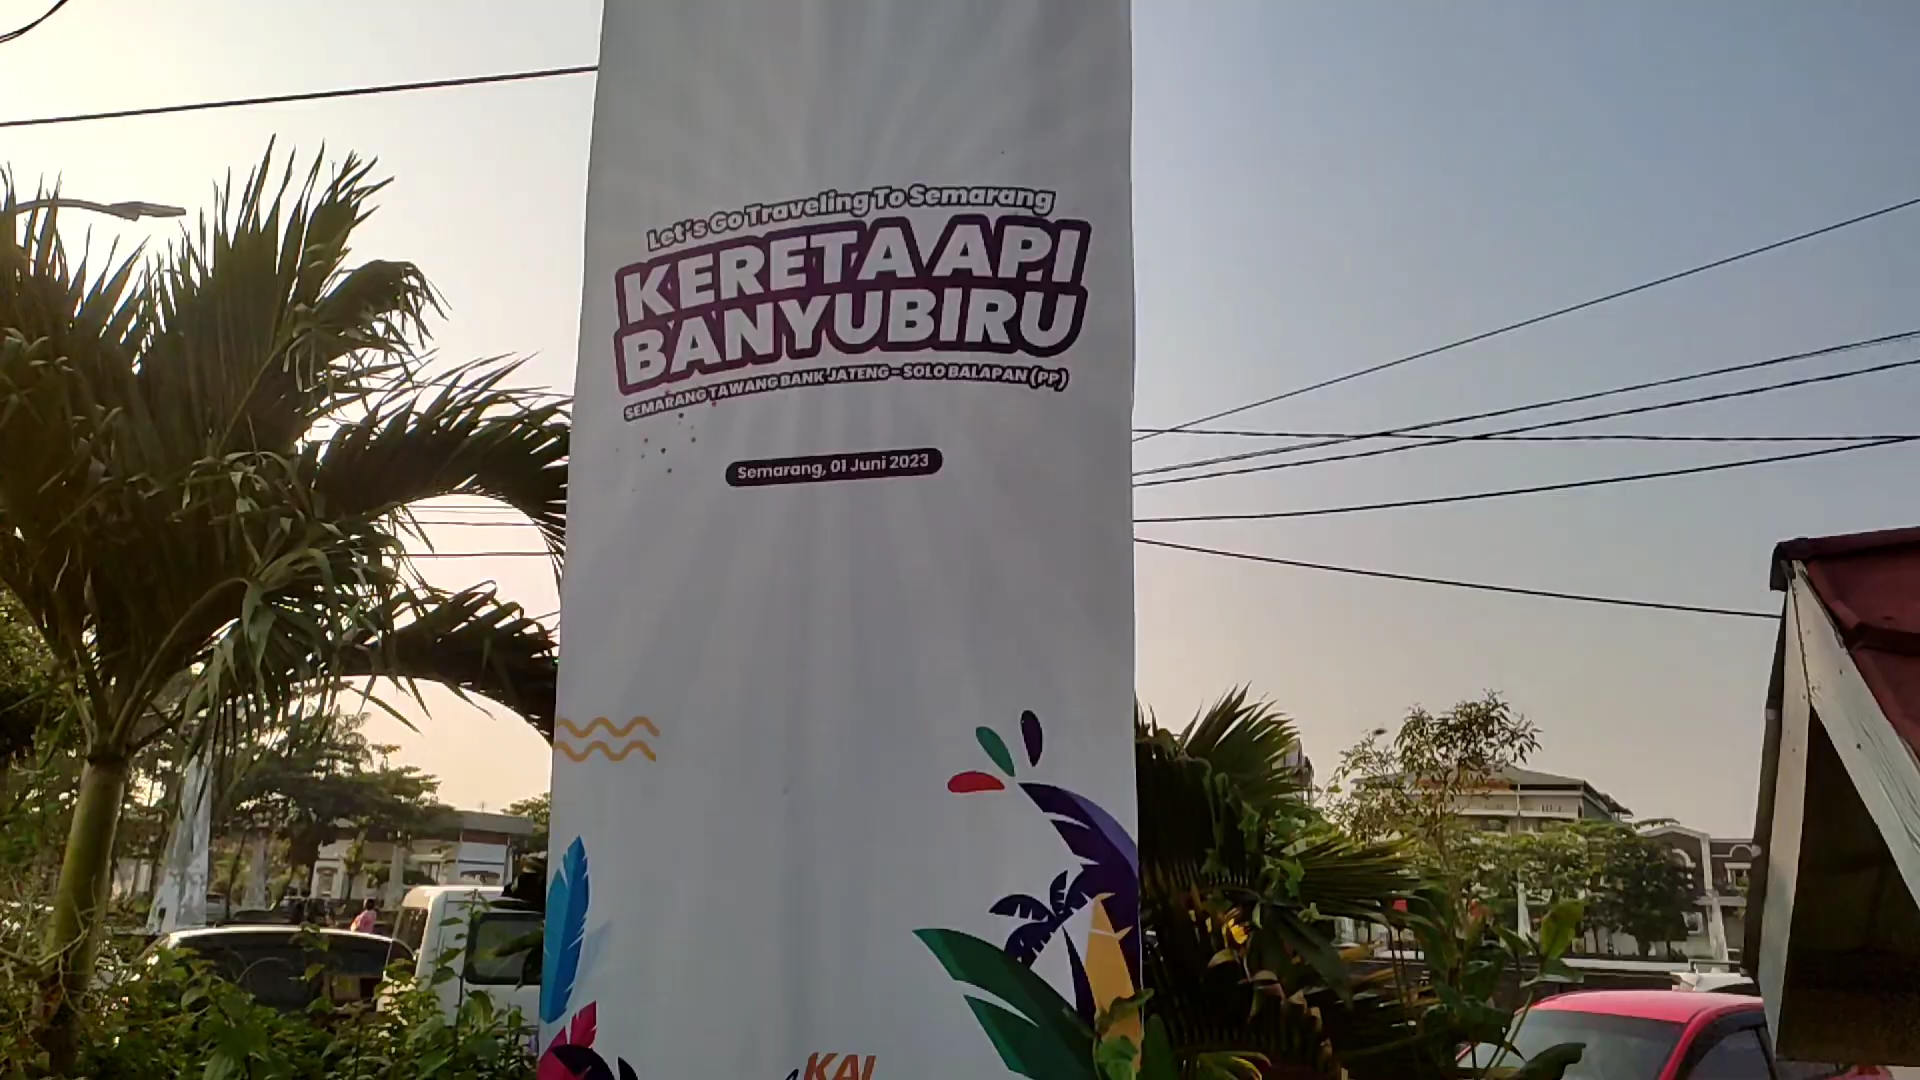 Let's Go Traveling To Semarang
KERETA API
BANYUBIRU
SEMARANG TAWANG BANK JATENG - SOLO BALAPAN (PP)
Semarang, 01 Juni 2023
KAI